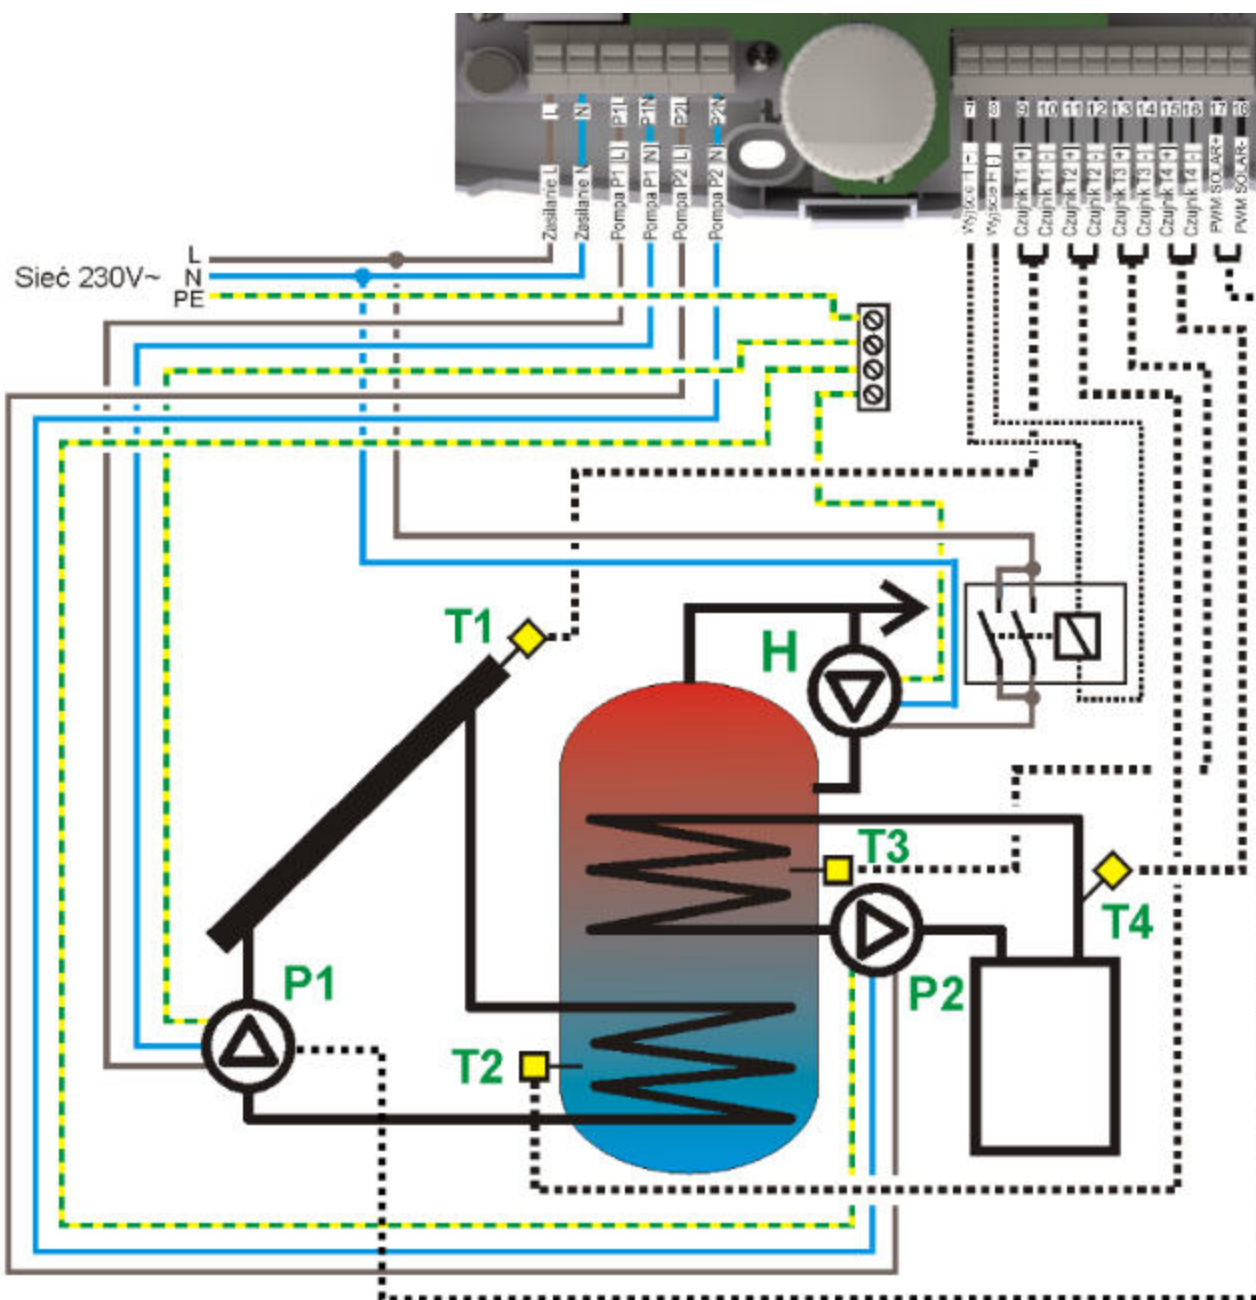 L
N
P1L
P1N
P2L
P2N
7
8
9
10
11
12
13
14
15
16
17
18
Zasilanie L
Zasilanie N
Pompa P1 [L]
Pompa P1 [N]
Pompa P2 [L]
Pompa P2 [N]
Czujnik T1 [+]
Czujnik T1 [-]
Czujnik T2 [+]
Czujnik T2 [-]
Czujnik T3 [+]
Czujnik T3 [-]
Czujnik T4 [+]
Czujnik T4 [-]
PWM SOLAR+
PWM SOLAR-
L
Sieć 230V~ N
PE
T1
H
T3
T4
P1
P2
T2